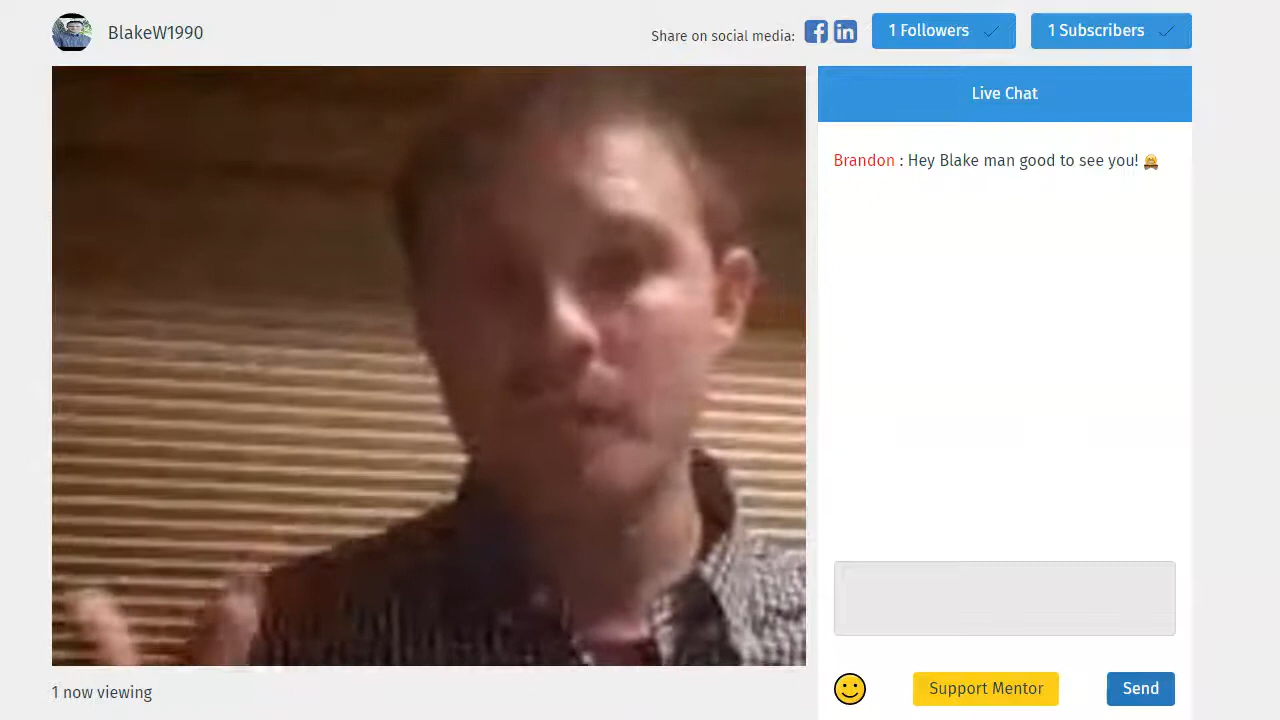 BlakeW1990
Share on social media:
1 Followers
1 Subscribers
Live Chat
Brandon : Hey Blake man good to see you!
1 now viewing
Support Mentor
Send